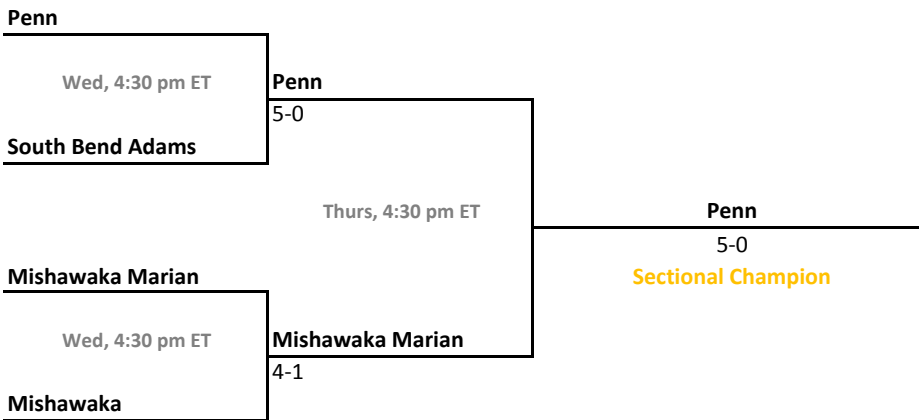 Penn
Wed, 4:30 pm ET
Penn
5-0
South Bend Adams
Thurs, 4:30 pm ET
Penn
5-0
Sectional Champion
Mishawaka Marian
Wed, 4:30 pm ET
Mishawaka Marian
4-1
Mishawaka